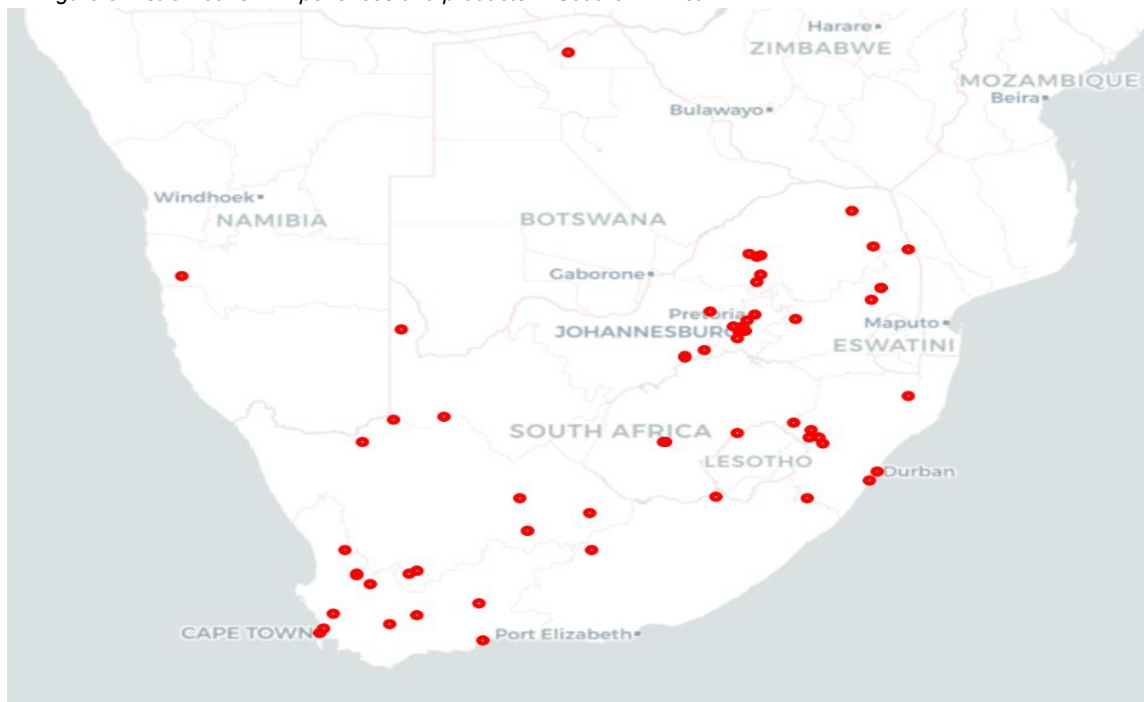 Harare
ZIMBABWE
MOZAMBIQUE
Beira
Bulawayo
Windhoek
NAMIBIA
BOTSWANA
Gaborone
Pretoria
Maputo
JOHANNESBURG
ESWATINI
SOUTH AFRICA
LESOTHO
Durban
CAPE TOWN
Port Elizabeth